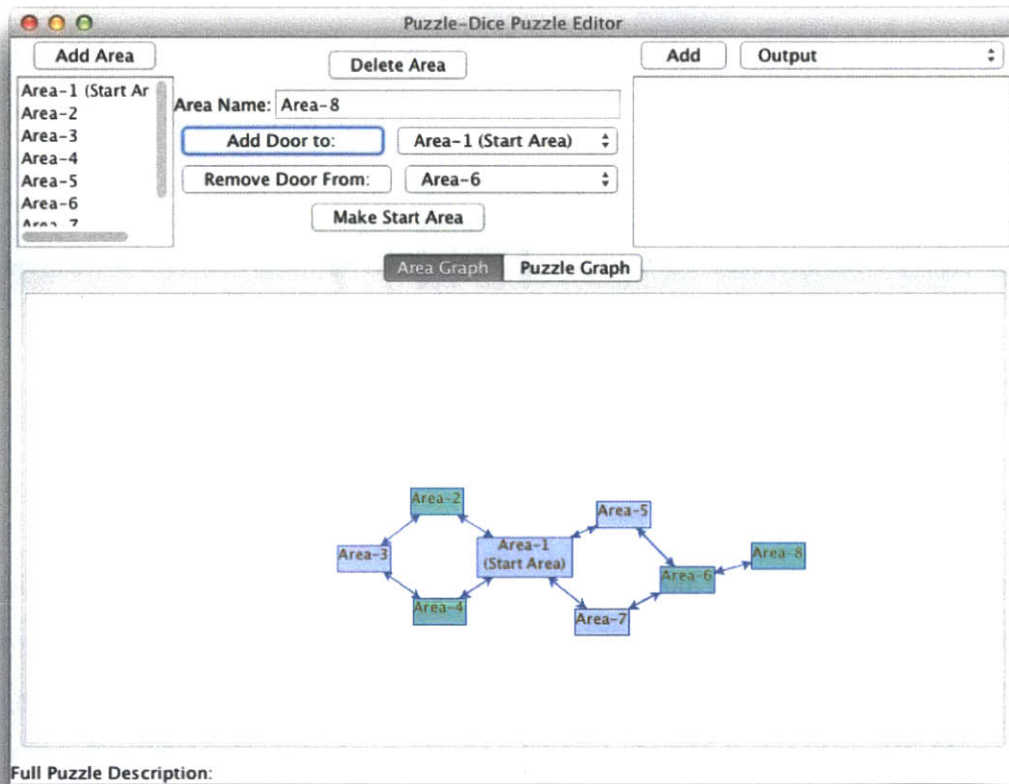 Puzzle-Dice Puzzle Editor
Add Area
Delete Area
Add
Output
Area-1 (Start Ar
Area-2
Area-3
Area-4
Area-5
Area-6
Area-7
Area Name:
Area-8
Add Door to:
Area-1 (Start Area)
Remove Door From:
Area-6
Make Start Area
Area Graph
Puzzle Graph
Area-2
Area-5
Area-3
Area-1
(Start Area)
Area-8
Area-6
Area-4
Area-7
Full Puzzle Description: